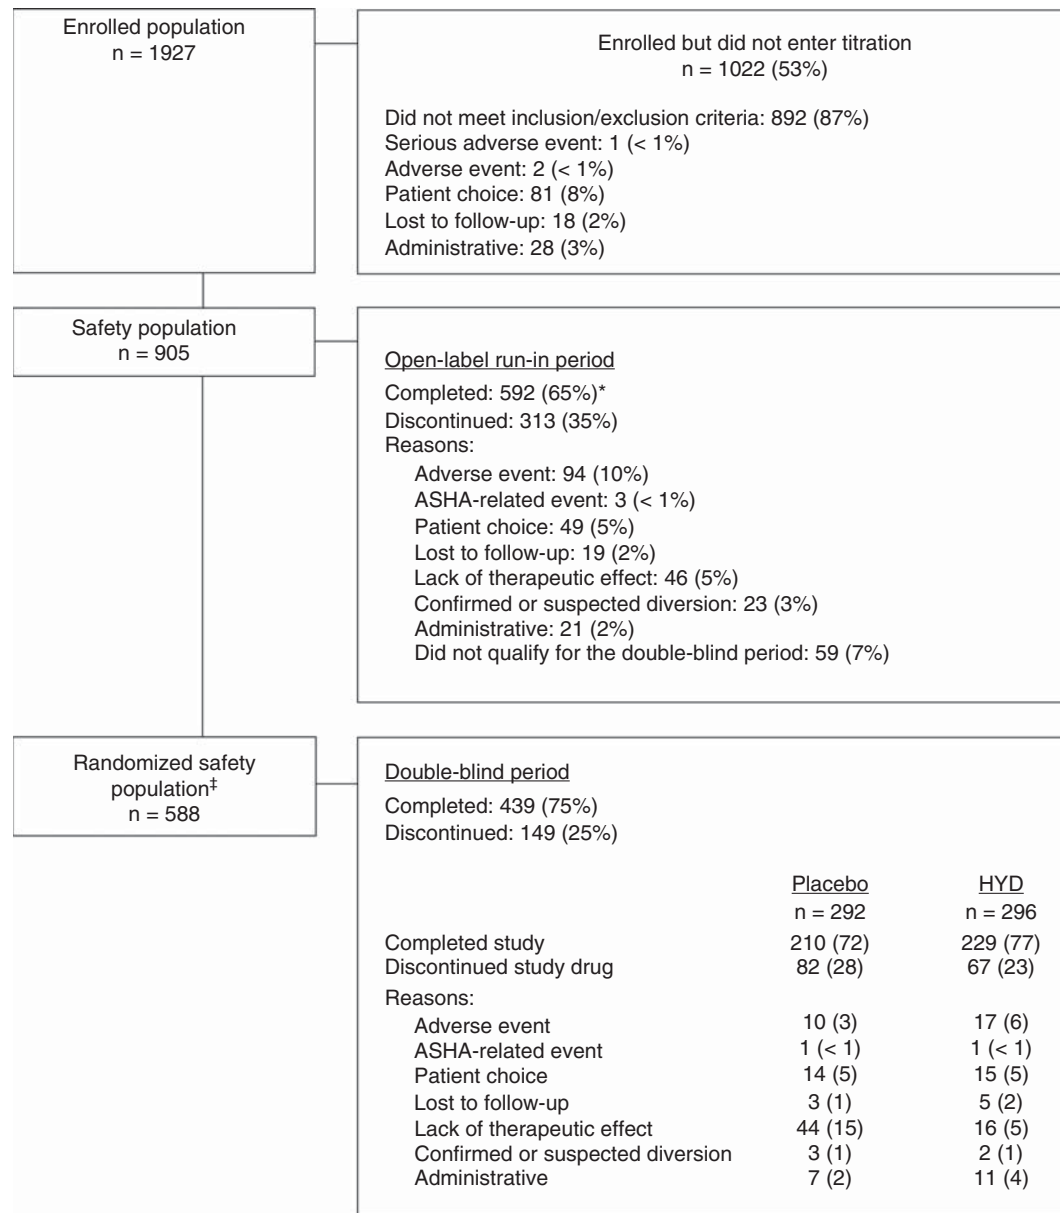 Enrolled population
n = 1927
Enrolled but did not enter titration
n = 1022 (53%)
Did not meet inclusion/exclusion criteria: 892 (87%)
Serious adverse event: 1 (< 1%)
Adverse event: 2 (< 1%)
Patient choice: 81 (8%)
Lost to follow-up: 18 (2%)
Administrative: 28 (3%)
Safety population
n = 905
Open-label run-in period
Completed: 592 (65%)*
Discontinued: 313 (35%)
Reasons:
Adverse event: 94 (10%)
ASHA-related event: 3 (< 1%)
Patient choice: 49 (5%)
Lost to follow-up: 19 (2%)
Lack of therapeutic effect: 46 (5%)
Confirmed or suspected diversion: 23 (3%)
Administrative: 21 (2%)
Did not qualify for the double-blind period: 59 (7%)
Randomized safety
population‡
n = 588
Double-blind period
Completed: 439 (75%)
Discontinued: 149 (25%)
Placebo HYD
n = 292 n = 296
Completed study 210 (72) 229 (77)
Discontinued study drug 82 (28) 67 (23)
Reasons:
Adverse event 10 (3) 17 (6)
ASHA-related event 1 (< 1) 1 (< 1)
Patient choice 14 (5) 15 (5)
Lost to follow-up 3 (1) 5 (2)
Lack of therapeutic effect 44 (15) 16 (5)
Confirmed or suspected diversion 3 (1) 2 (1)
Administrative 7 (2) 11 (4)